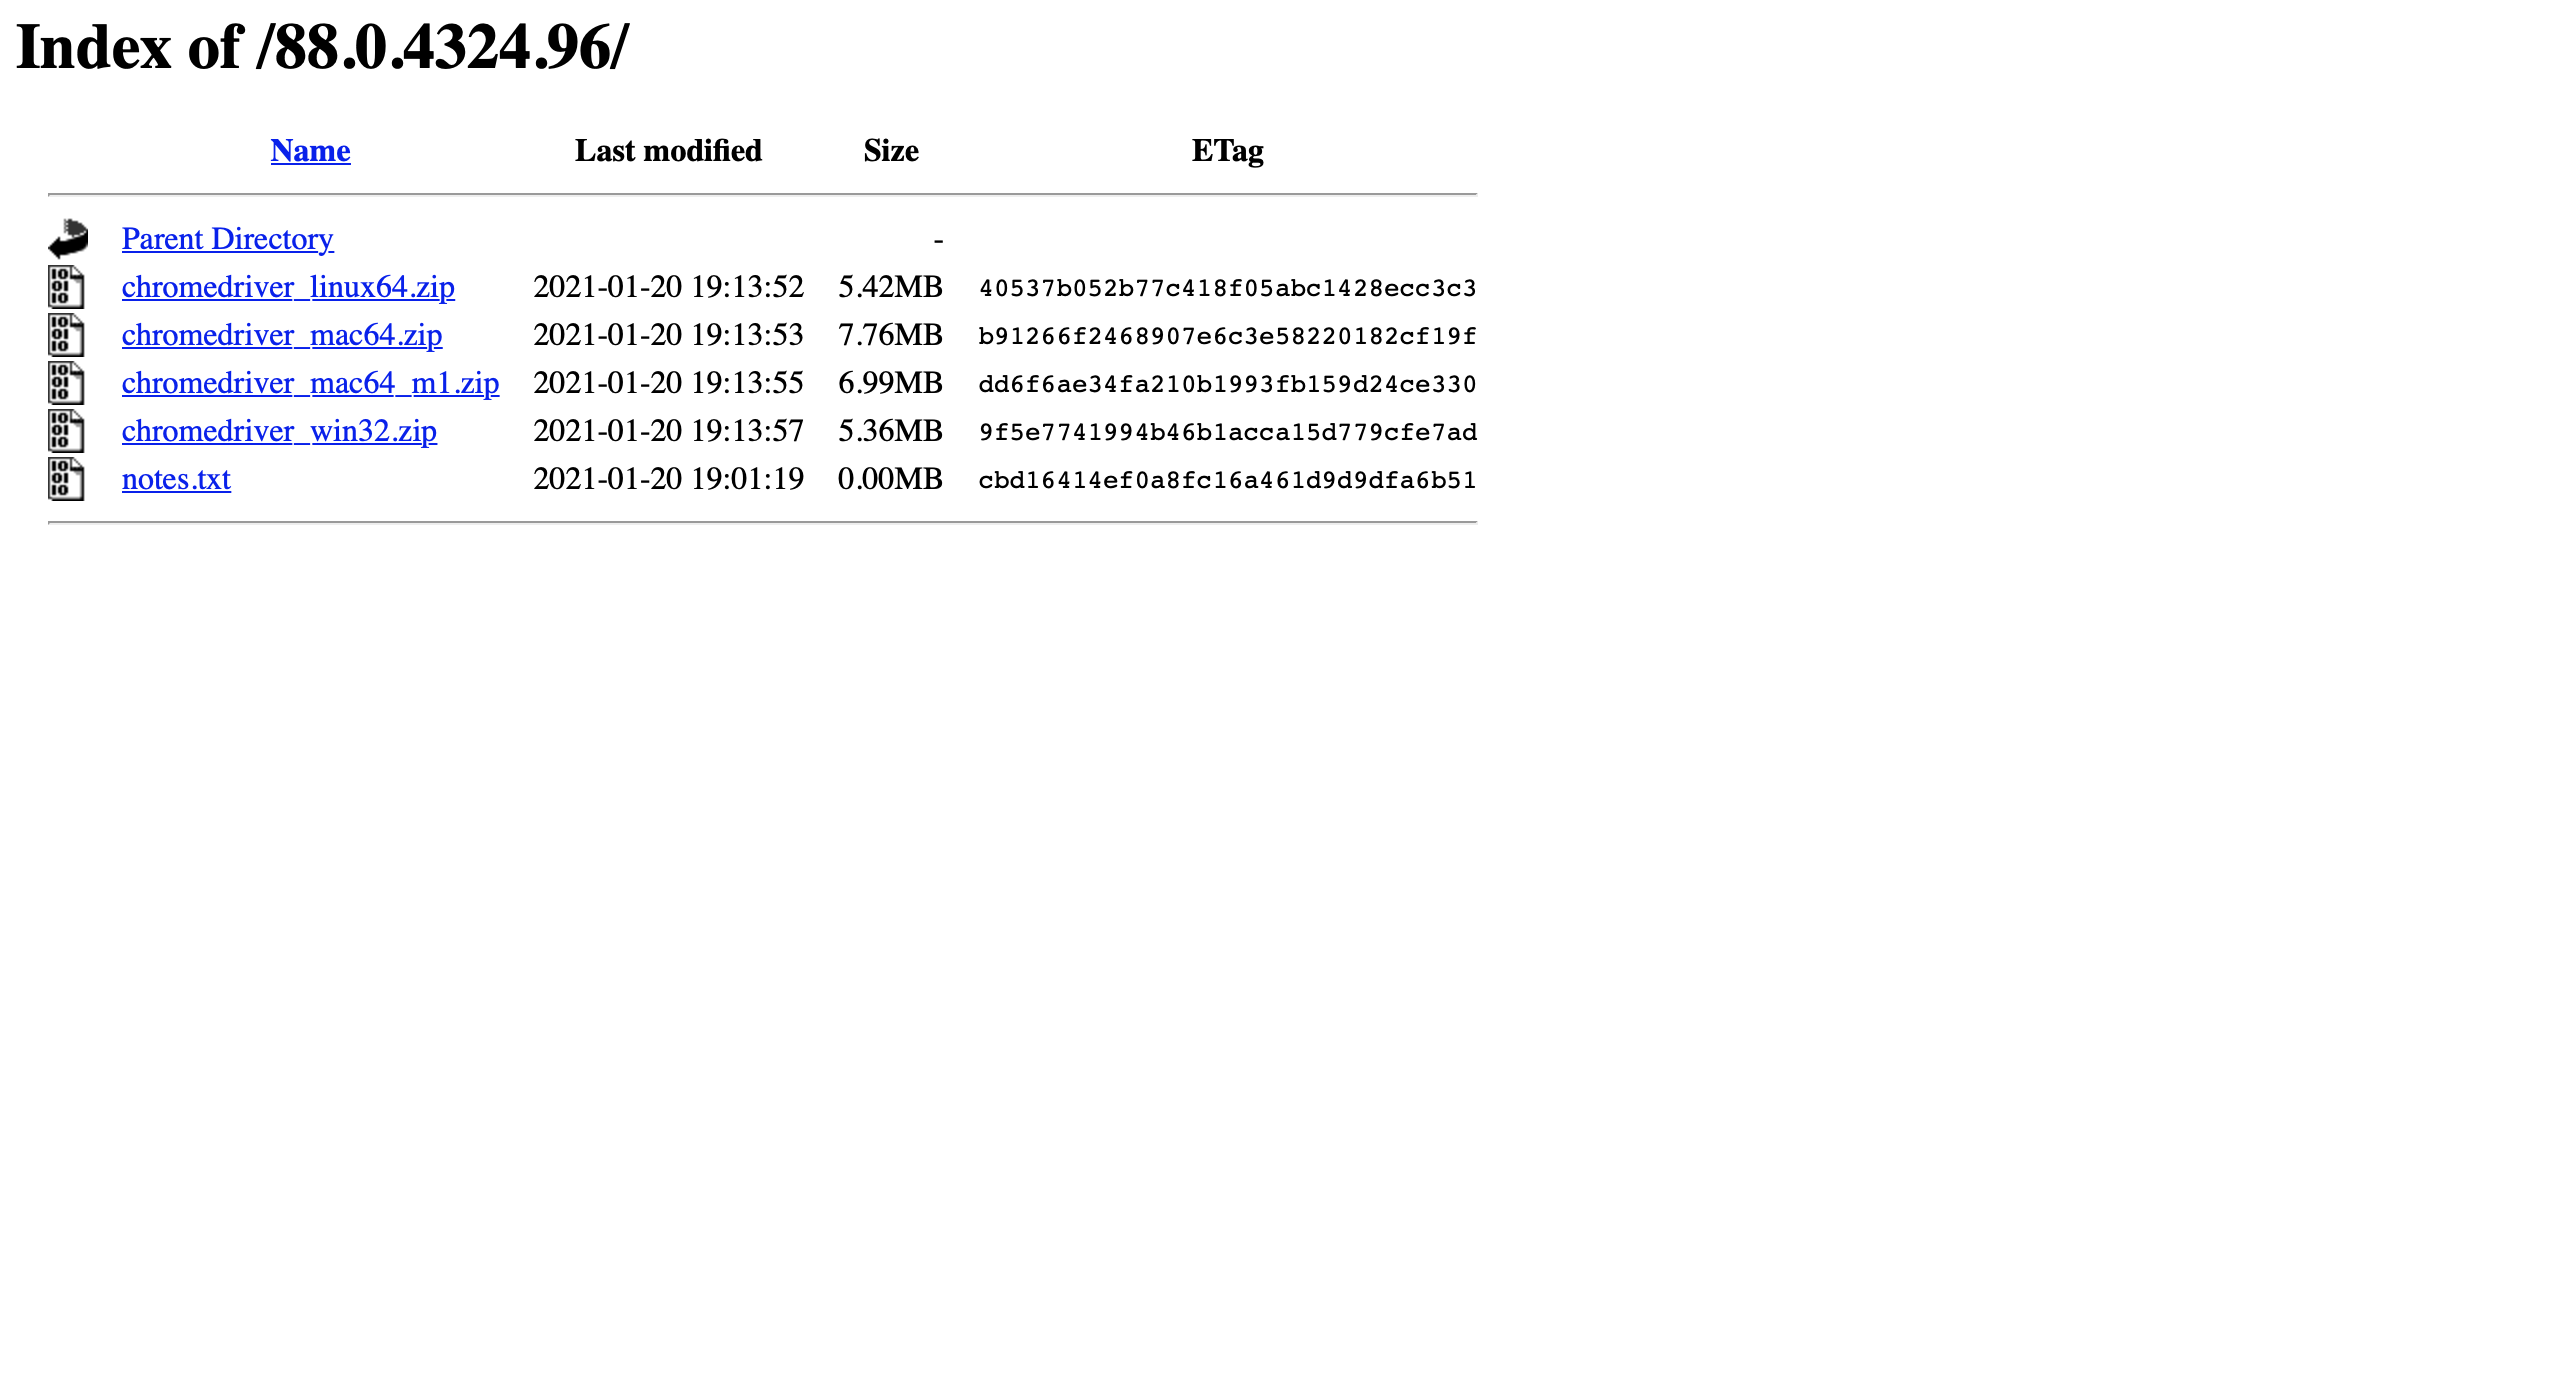 Index of /88.0.4324.96/
Name Last modified Size ETag
Parent Directory -
chromedriver_linux64.zip 2021-01-20 19:13:52 5.42MB 40537b052b77c418f05abc1428ecc3c3
chromedriver_mac64.zip 2021-01-20 19:13:53 7.76MB b91266f2468907e6c3e58220182cf19f
chromedriver_mac64_m1.zip 2021-01-20 19:13:55 6.99MB dd6f6ae34fa210b1993fb159d24ce330
chromedriver_win32.zip 2021-01-20 19:13:57 5.36MB 9f5e7741994b46b1acca15d779cfe7ad
notes.txt 2021-01-20 19:01:19 0.00MB cbd16414ef0a8fc16a461d9d9dfa6b51